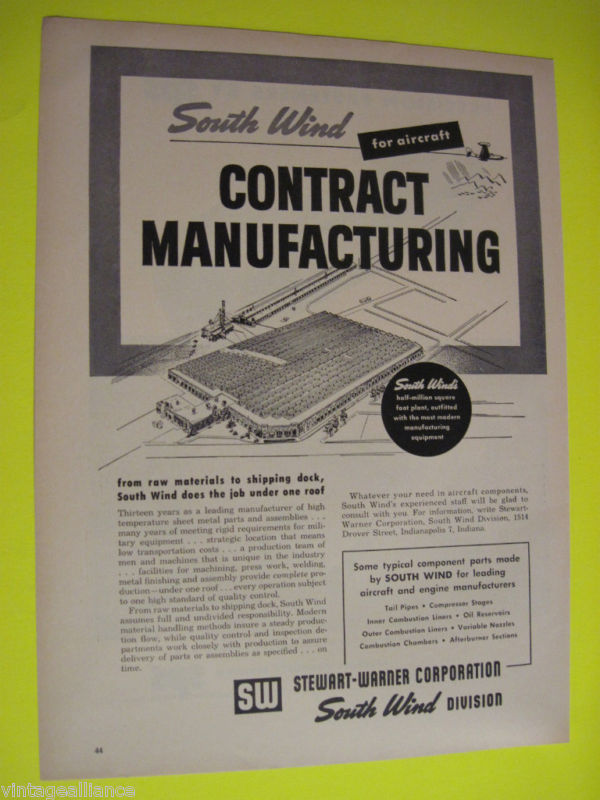 South Wind
for aircraft
CONTRACT
MANUFACTURING
South Wind's
half-million square
foot plant, outfitted
with the most modern
manufacturing
equipment
from raw materials to shipping dock,
South Wind does the job under one roof
Thirteen years as a leading manufacturer of high
temperature sheet metal parts and assemblies . . .
many years of meeting rigid requirements for mili-
tary equipment . . . strategic location that means
low transportation costs . . . a production team of
men and machines that is unique in the industry
. . . facilities for machining, press work, welding,
metal finishing and assembly provide complete pro-
duction—under one roof . . . every operation subject
to one high standard of quality control.
From raw materials to shipping dock, South Wind
assumes full and undivided responsibility. Modern
material handling methods insure a steady produc-
tion flow, while quality control and inspection de-
partments work closely with production to assure
delivery of parts or assemblies as specified . . . on
time.
Whatever your need in aircraft components,
South Wind's experienced staff will be glad to
consult with you. For information, write Stewart-
Warner Corporation, South Wind Division, 1514
Drover Street, Indianapolis 7, Indiana.
Some typical component parts made
by SOUTH WIND for leading
aircraft and engine manufacturers
Tail Pipes • Compressor Stages
Inner Combustion Liners • Oil Reservoirs
Outer Combustion Liners • Variable Nozzles
Combustion Chambers • Afterburner Sections
SW
STEWART-WARNER CORPORATION
South Wind DIVISION
44
vintagealliance